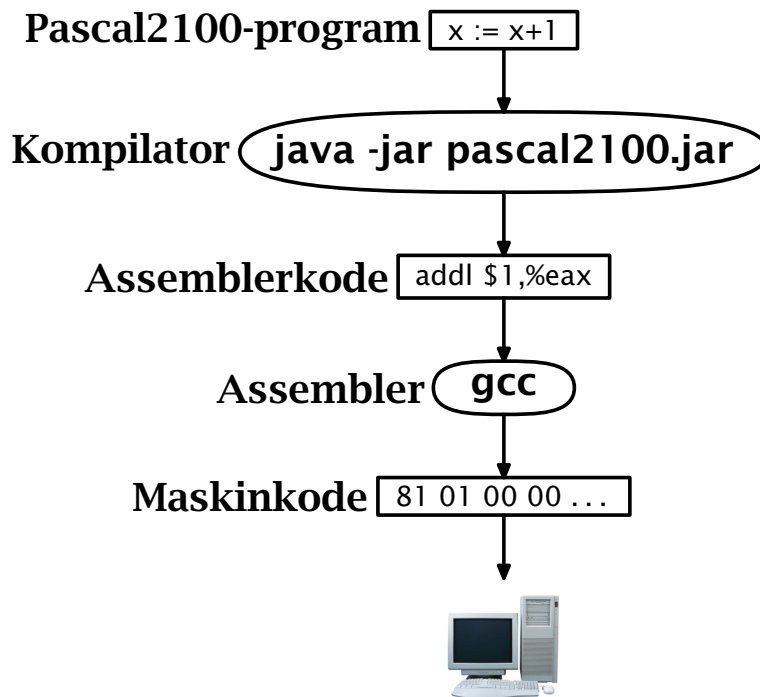 Pascal2100-program x := x+1
Kompilator java -jar pascal2100.jar
Assemblerkode addl $1,%eax
Assembler gcc
Maskinkode 81 01 00 00 ...